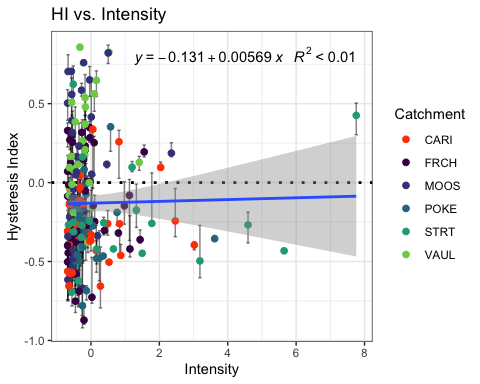 HI vs. Intensity
y = − 0.131 + 0.00569 x R² < 0.01
Hysteresis Index
0.5
0.0
-0.5
-1.0
0 2 4 6 8
Intensity
Catchment
CARI
FRCH
MOOS
POKE
STRT
VAUL